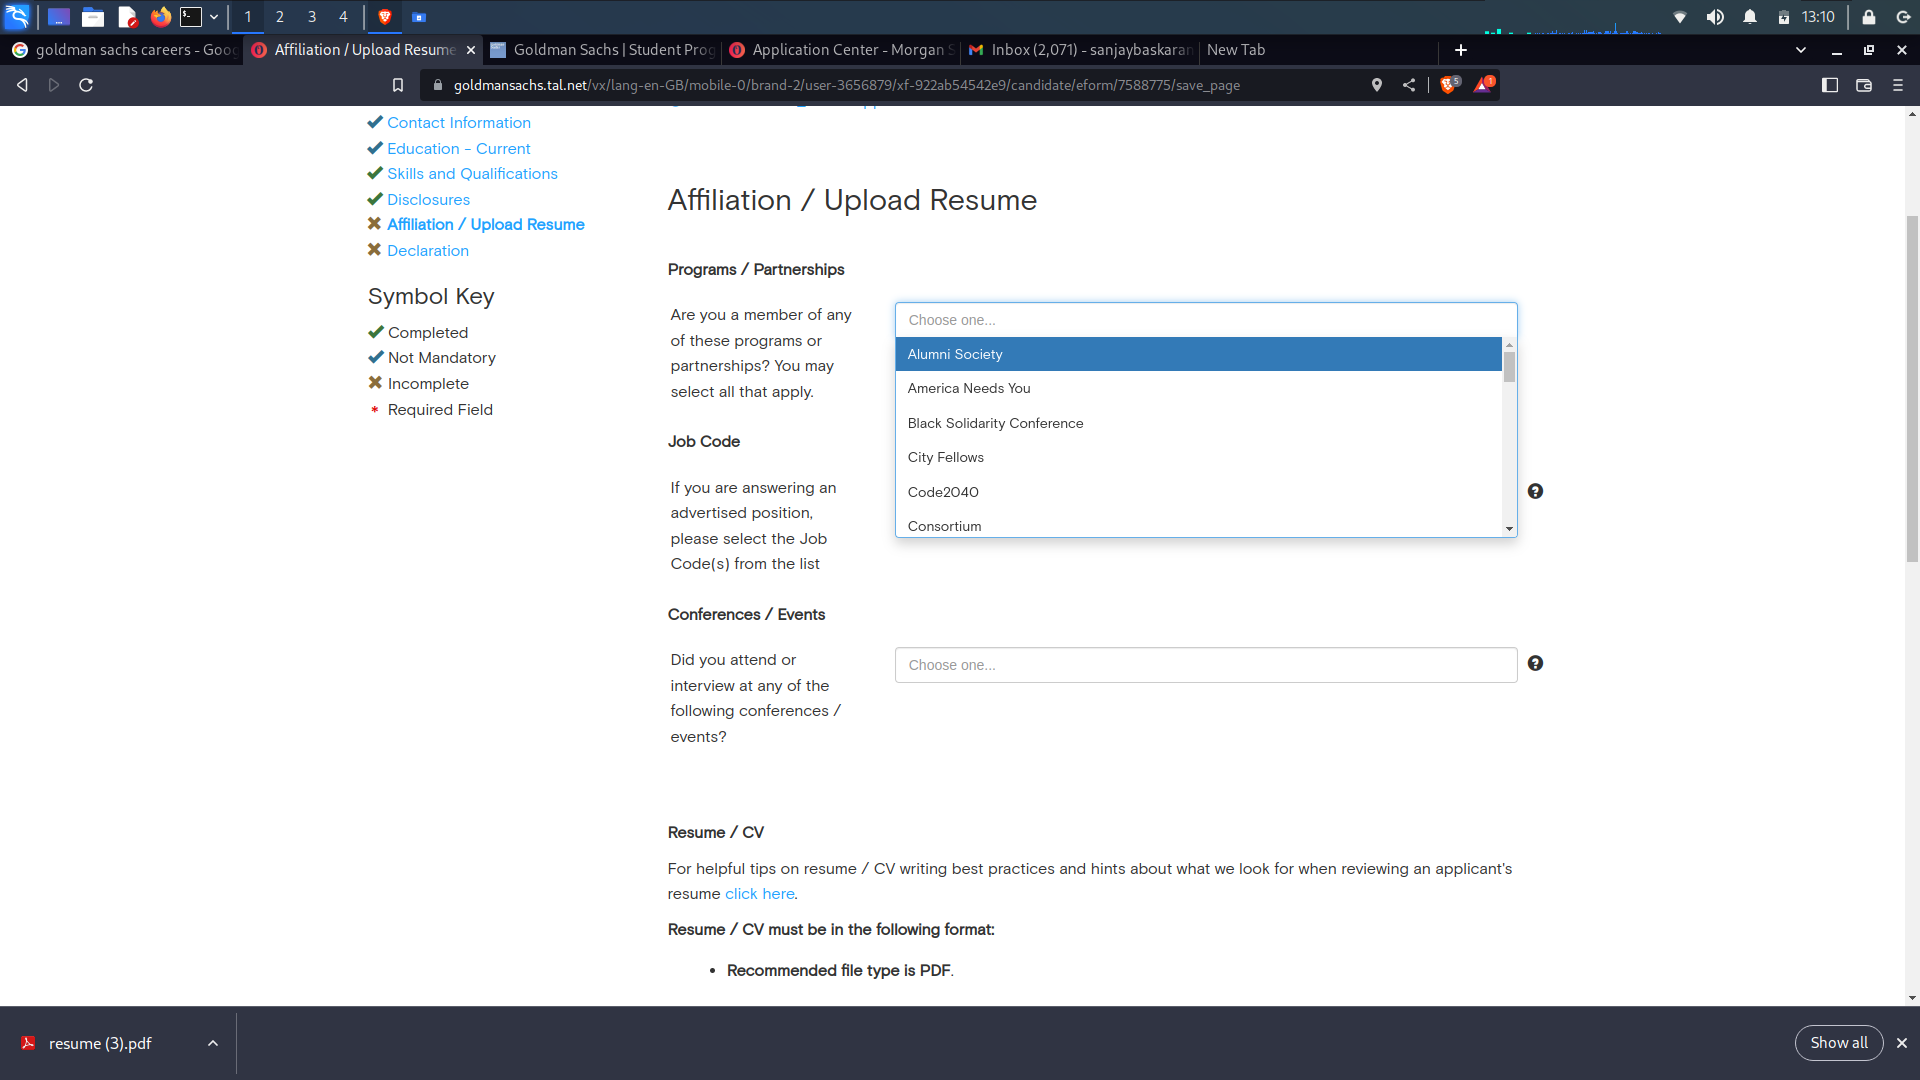 1 2 3 4 13:10
goldman sachs careers - Goo
Affiliation / Upload Resume
Goldman Sachs | Student Prog
Application Center - Morgan S
Inbox (2,071) - sanjaybaskaran
New Tab
goldmansachs.tal.net/vx/lang-en-GB/mobile-0/brand-2/user-3656879/xf-922ab54542e9/candidate/eform/7588775/save_page
5
1
Contact Information
Education - Current
Skills and Qualifications
Disclosures
Affiliation / Upload Resume
Declaration
Symbol Key
Completed
Not Mandatory
Incomplete
* Required Field
Affiliation / Upload Resume
Programs / Partnerships
Are you a member of any
of these programs or
partnerships? You may
select all that apply.
Choose one...
Alumni Society
America Needs You
Black Solidarity Conference
City Fellows
Code2040
Consortium
Job Code
If you are answering an
advertised position,
please select the Job
Code(s) from the list
?
Conferences / Events
Did you attend or
interview at any of the
following conferences /
events?
Choose one...
?
Resume / CV
For helpful tips on resume / CV writing best practices and hints about what we look for when reviewing an applicant's
resume click here.
Resume / CV must be in the following format:
• Recommended file type is PDF.
resume (3).pdf
Show all